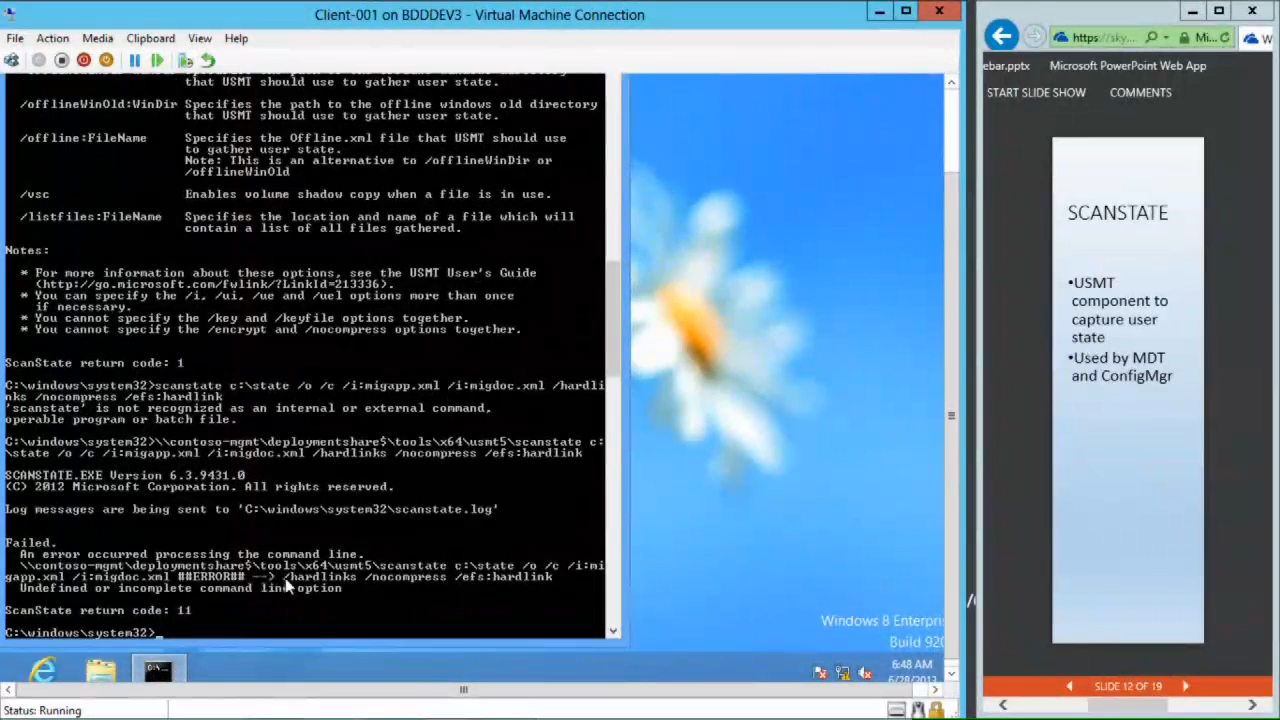 Client-001 on BDDDEV3 - Virtual Machine Connection
File Action Media Clipboard View Help
that USMT should use to gather user state.
/offlineWinOld:WinDir Specifies the path to the offline windows old directory
that USMT should use to gather user state.
/offline:FileName Specifies the Offline.xml file that USMT should use
to gather user state.
Note: This is an alternative to /offlineWinDir or
/offlineWinOld
/vsc Enables volume shadow copy when a file is in use.
/listfiles:FileName Specifies the location and name of a file which will
contain a list of all files gathered.
Notes:
* For more information about these options, see the USMT User's Guide
(http://go.microsoft.com/fwlink/?LinkId=213336).
* You can specify the /i, /ui, /ue and /uel options more than once
if necessary.
* You cannot specify the /key and /keyfile options together.
* You cannot specify the /encrypt and /nocompress options together.
ScanState return code: 1
C:\windows\system32>scanstate c:\state /o /c /i:migapp.xml /i:migdoc.xml /hardli
nks /nocompress /efs:hardlink
'scanstate' is not recognized as an internal or external command,
operable program or batch file.
C:\windows\system32>\\contoso-mgmt\deploymentshare$\tools\x64\usmt5\scanstate c:
\state /o /c /i:migapp.xml /i:migdoc.xml /hardlinks /nocompress /efs:hardlink
SCANSTATE.EXE Version 6.3.9431.0
(C) 2012 Microsoft Corporation. All rights reserved.
Log messages are being sent to 'C:\windows\system32\scanstate.log'
Failed.
An error occurred processing the command line.
\\contoso-mgmt\deploymentshare$\tools\x64\usmt5\scanstate c:\state /o /c /i:mi
gapp.xml /i:migdoc.xml ##ERROR## --> /hardlinks /nocompress /efs:hardlink
Undefined or incomplete command line option
ScanState return code: 11
C:\windows\system32>_
Windows 8 Enterpri
Build 920
6:48 AM
6/28/2013
Status: Running
https://sky
Mi...
W
ebar.pptx Microsoft PowerPoint Web App
START SLIDE SHOW COMMENTS
SCANSTATE
•USMT
component to
capture user
state
•Used by MDT
and ConfigMgr
SLIDE 12 OF 19